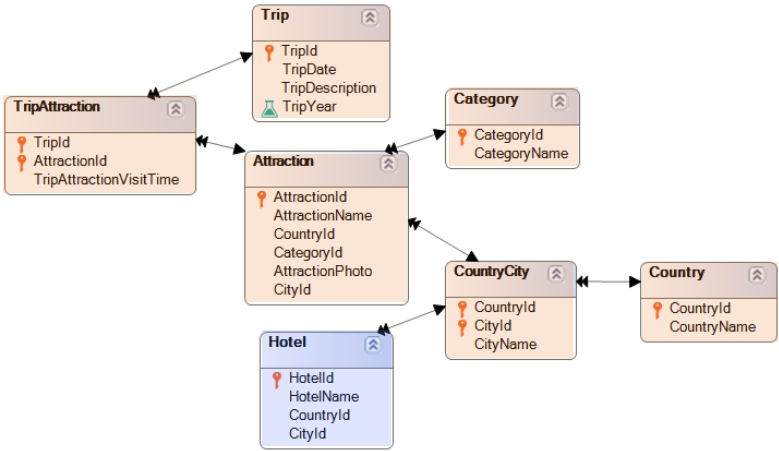 Trip
TripId
TripDate
TripDescription
TripYear
TripAttraction
TripId
AttractionId
TripAttractionVisitTime
Category
CategoryId
CategoryName
Attraction
AttractionId
AttractionName
CountryId
CategoryId
AttractionPhoto
CityId
CountryCity
CountryId
CityId
CityName
Country
CountryId
CountryName
Hotel
HotelId
HotelName
CountryId
CityId